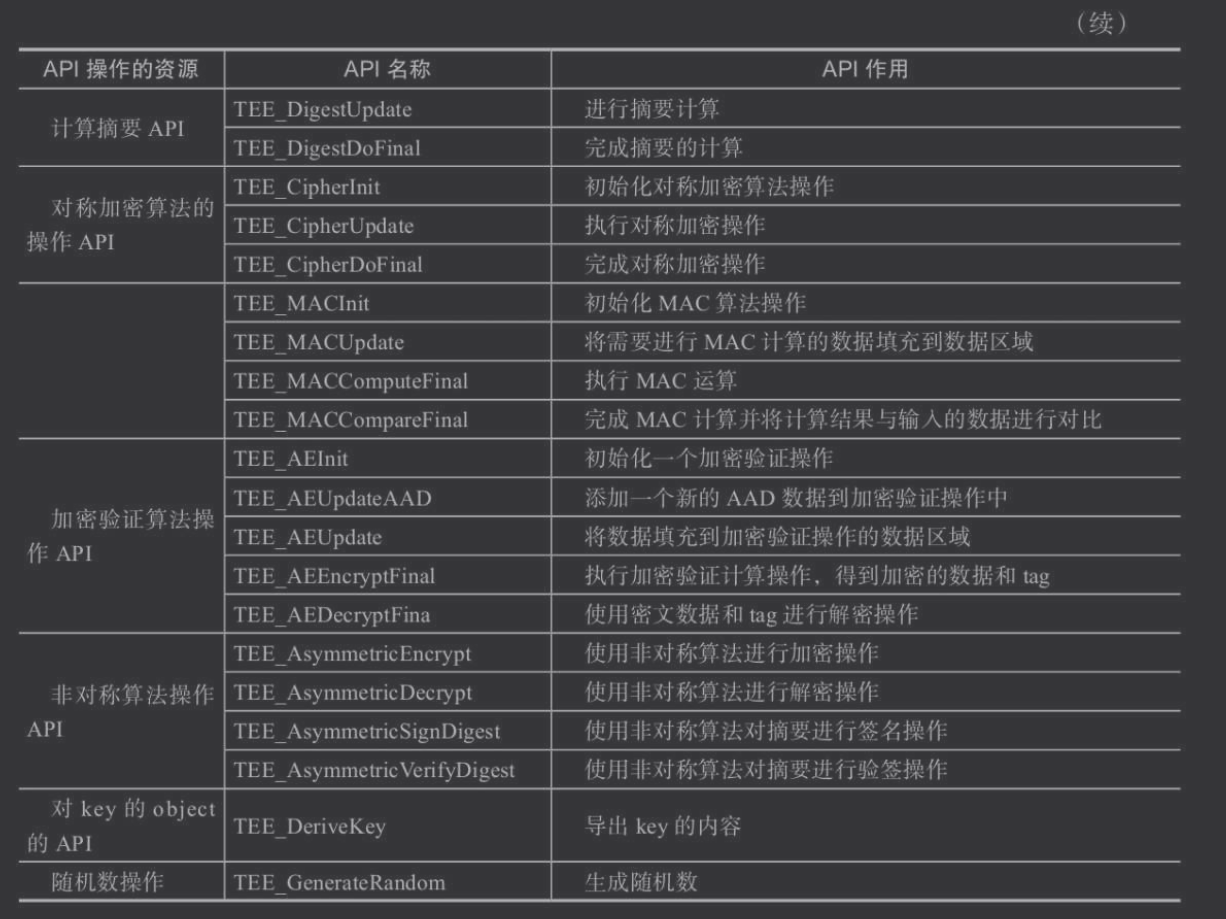 （续）
API 操作的资源 API 名称 API 作用
计算摘要 API
TEE_DigestUpdate 进行摘要计算
TEE_DigestDoFinal 完成摘要的计算
对称加密算法的
操作 API
TEE_CipherInit 初始化对称加密算法操作
TEE_CipherUpdate 执行对称加密操作
TEE_CipherDoFinal 完成对称加密操作
TEE_MACInit 初始化 MAC 算法操作
TEE_MACUpdate 将需要进行 MAC 计算的数据填充到数据区域
TEE_MACComputeFinal 执行 MAC 运算
TEE_MACCompareFinal 完成 MAC 计算并将计算结果与输入的数据进行对比
加密验证算法操
作 API
TEE_AEInit 初始化一个加密验证操作
TEE_AEUpdateAAD 添加一个新的 AAD 数据到加密验证操作中
TEE_AEUpdate 将数据填充到加密验证操作的数据区域
TEE_AEEncryptFinal 执行加密验证计算操作，得到加密的数据和 tag
TEE_AEDecryptFina 使用密文数据和 tag 进行解密操作
非对称算法操作
API
TEE_AsymmetricEncrypt 使用非对称算法进行加密操作
TEE_AsymmetricDecrypt 使用非对称算法进行解密操作
TEE_AsymmetricSignDigest 使用非对称算法对摘要进行签名操作
TEE_AsymmetricVerifyDigest 使用非对称算法对摘要进行验签操作
对 key 的 object
的 API
TEE_DeriveKey 导出 key 的内容
随机数操作 TEE_GenerateRandom 生成随机数